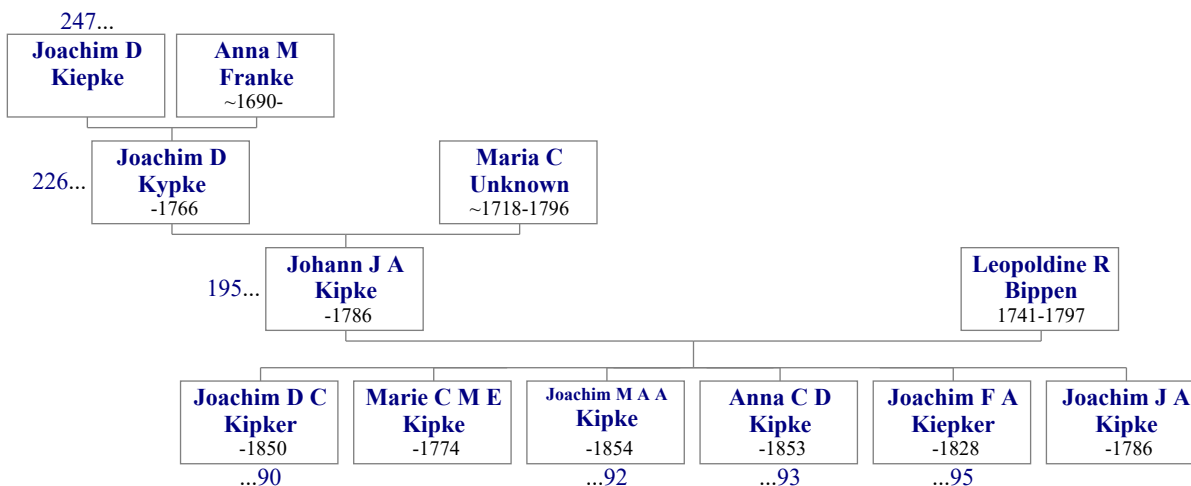 247...
Joachim D
Kiepke
Anna M
Franke
~1690-
226...
Joachim D
Kypke
-1766
Maria C
Unknown
~1718-1796
195...
Johann J A
Kipke
-1786
Leopoldine R
Bippen
1741-1797
Joachim D C
Kipker
-1850
...90
Marie C M E
Kipke
-1774
Joachim M A A
Kipke
-1854
...92
Anna C D
Kipke
-1853
...93
Joachim F A
Kiepker
-1828
...95
Joachim J A
Kipke
-1786